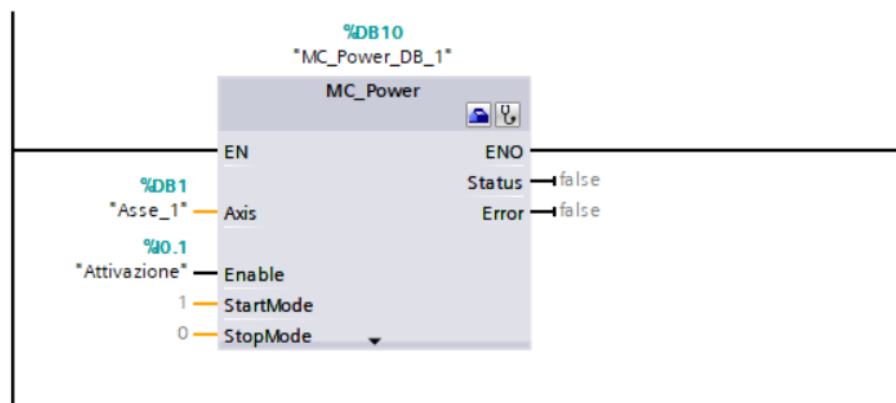 %DB10
"MC_Power_DB_1"
MC_Power
EN ENO
Status false
%DB1
"Asse_1" Axis Error false
%I0.1
"Attivazione" Enable
1 StartMode
0 StopMode